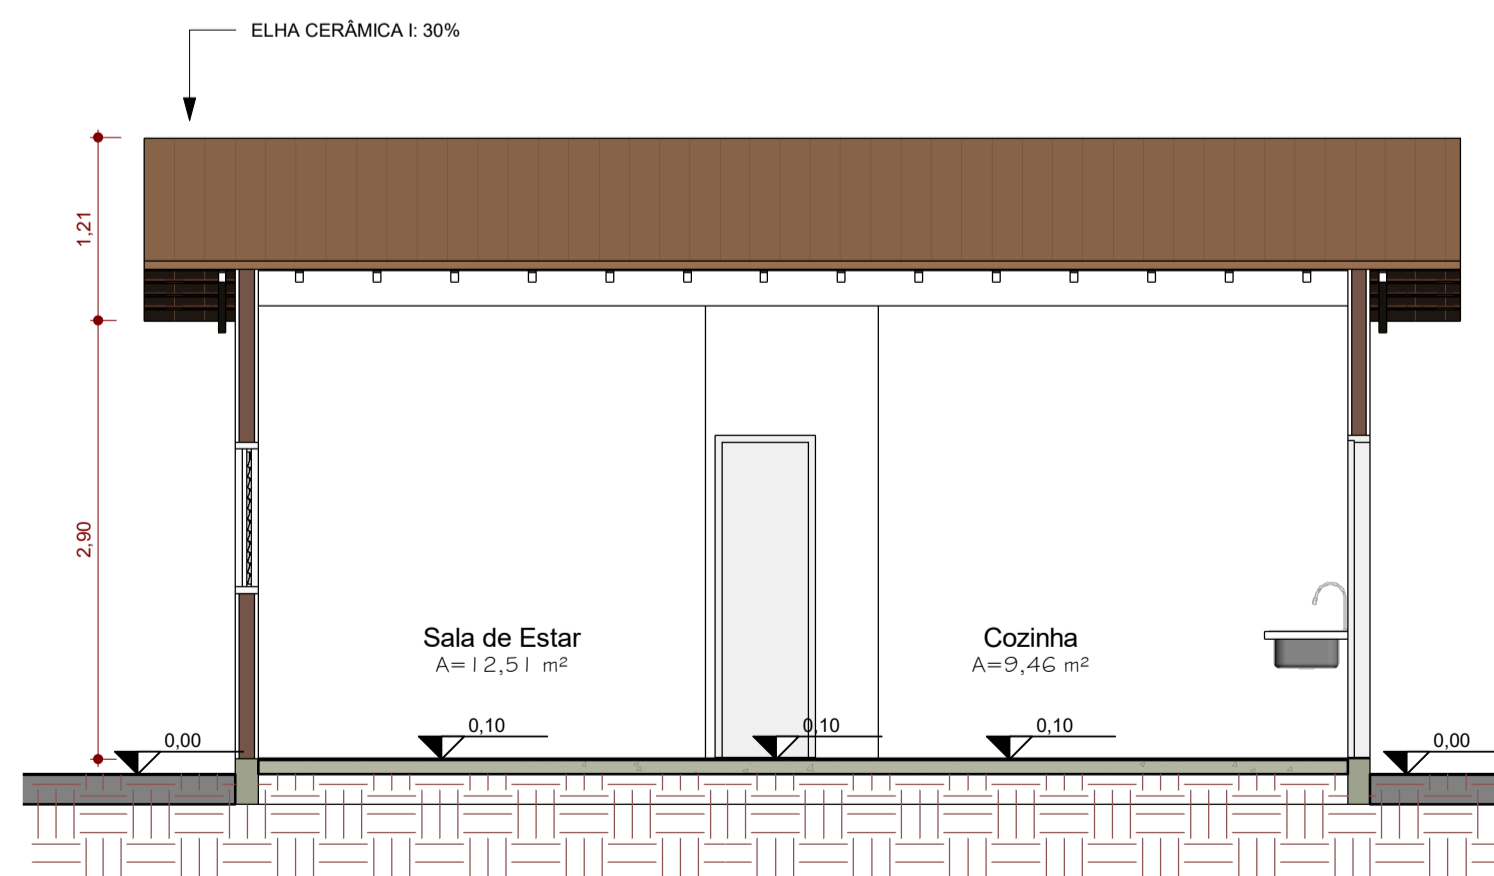 ELHA CERÂMICA I: 30%
1,21
2,90
Sala de Estar
A=12,51 m²
Cozinha
A=9,46 m²
0,00
0,10
0,10
0,10
0,00